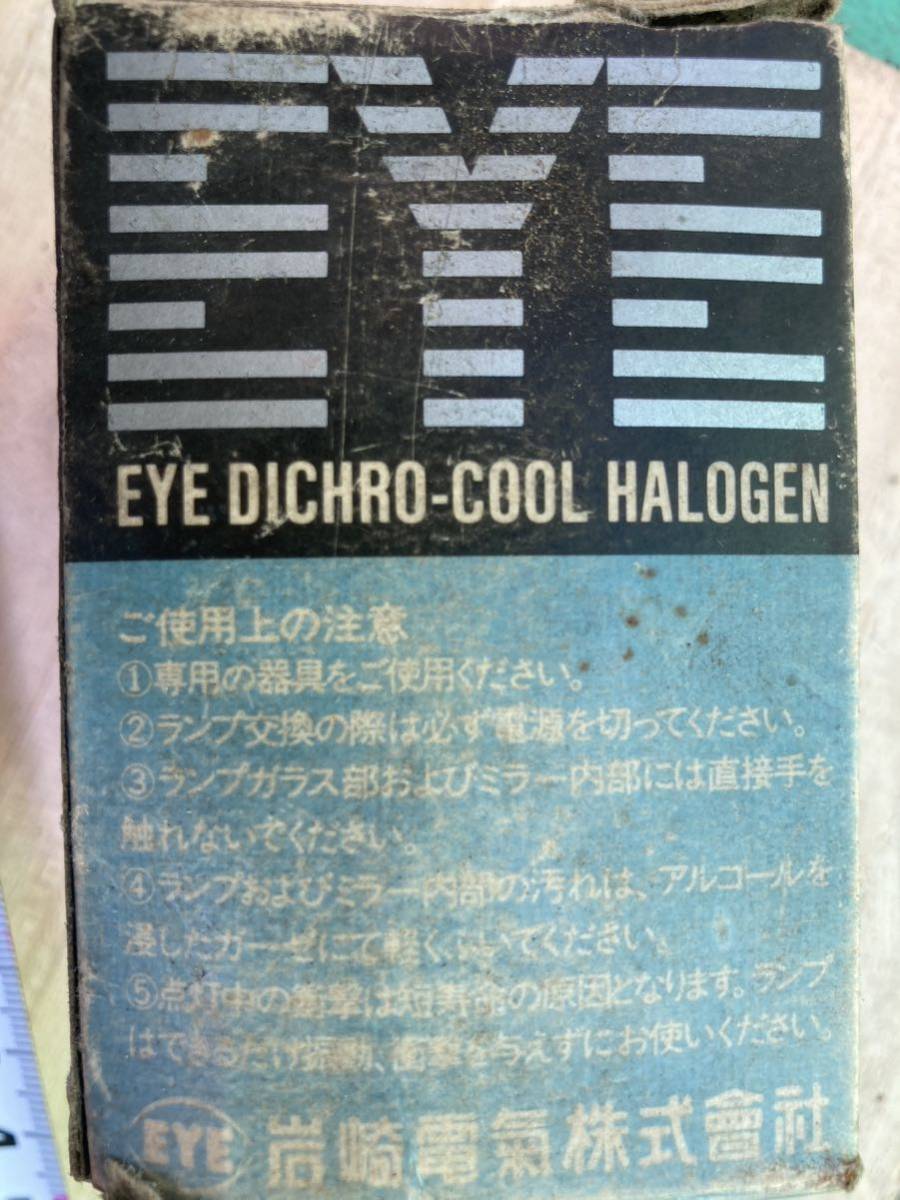 EYE
EYE DICHRO-COOL HALOGEN
ご使用上の注意
①専用の器具をご使用ください。
②ランプ交換の際は必ず電源を切ってください。
③ランプガラス部およびミラー内部には直接手を
触れないでください。
④ランプおよびミラー内部の汚れは、アルコールを
浸したガーゼにて軽くふいてください。
⑤点灯中の衝撃は短寿命の原因となります。ランプ
はできるだけ振動、衝撃を与えずにお使いください。
EYE 岩崎電氣株式會社